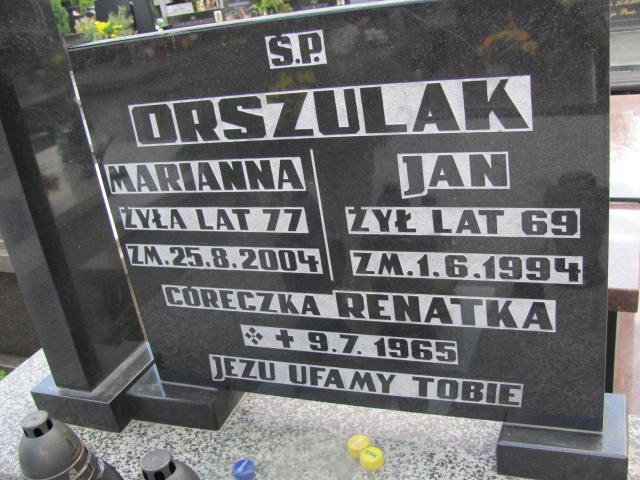 Ś.P.
ORSZULAK
MARIANNA
ŻYŁA LAT 77
ZM. 25.8.2004
JAN
ŻYŁ LAT 69
ZM. 1.6.1994
CÓRECZKA RENATKA
✣ + 9.7.1965
JEZU UFAMY TOBIE